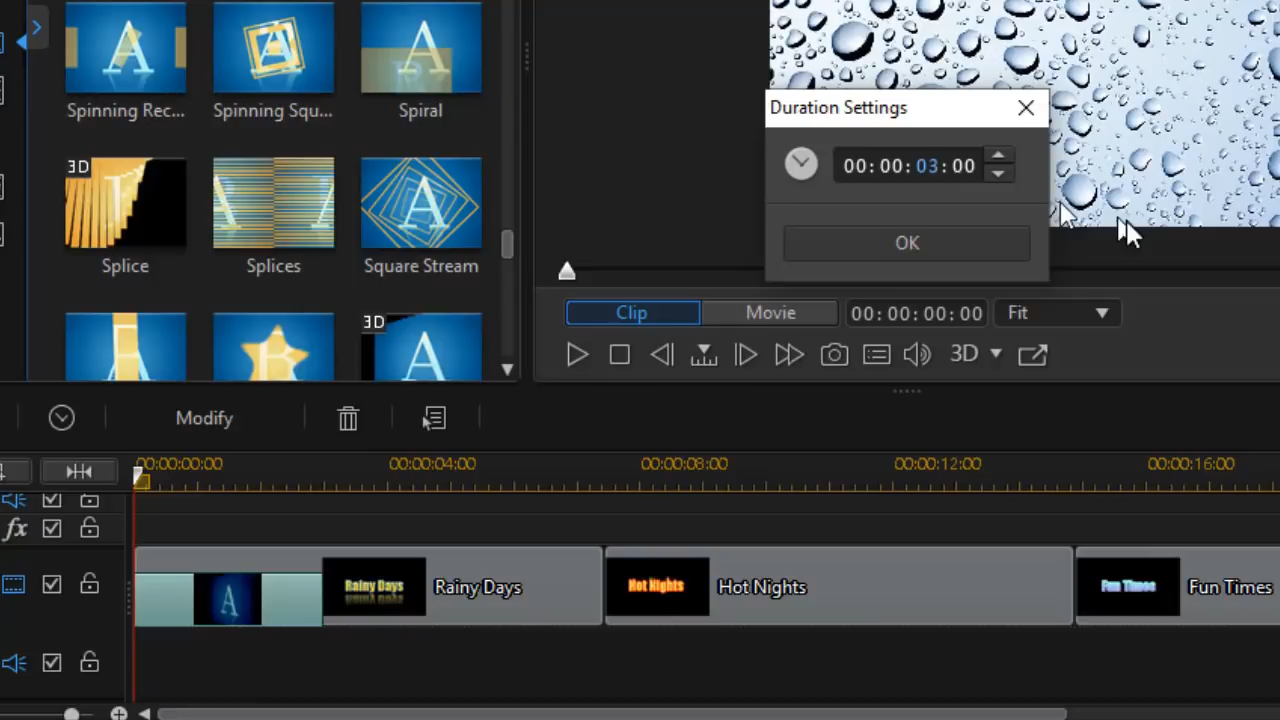 Spinning Rec... Spinning Squ... Spiral
3D
Splice Splices Square Stream
3D
Duration Settings
00: 00: 03: 00
OK
Clip Movie 00: 00: 00: 00 Fit
3D
Modify
00:00:00:00 00:00:04:00 00:00:08:00 00:00:12:00 00:00:16:00
fx
A Rainy Days Rainy Days Hot Nights Hot Nights Fun Times Fun Times